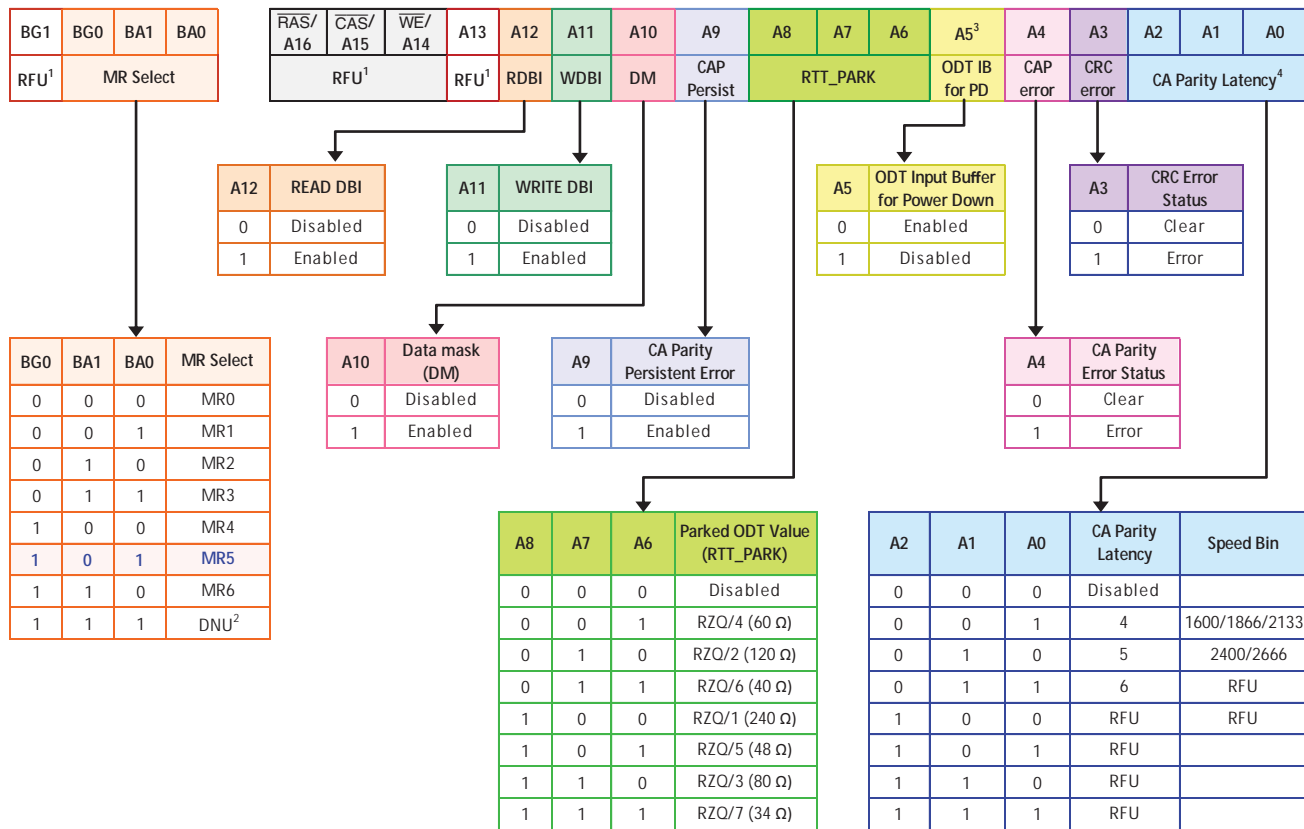 BG1 BG0 BA1 BA0 RAS/ A16 CAS/ A15 WE/ A14 A13 A12 A11 A10 A9 A8 A7 A6 A5³ A4 A3 A2 A1 A0
RFU¹ MR Select RFU¹ RFU¹ RDBI WDBI DM CAP Persist RTT_PARK ODT IB for PD CAP error CRC error CA Parity Latency⁴
A12 READ DBI
0 Disabled
1 Enabled
A11 WRITE DBI
0 Disabled
1 Enabled
A5 ODT Input Buffer for Power Down
0 Enabled
1 Disabled
A3 CRC Error Status
0 Clear
1 Error
BG0 BA1 BA0 MR Select
0 0 0 MR0
0 0 1 MR1
0 1 0 MR2
0 1 1 MR3
1 0 0 MR4
1 0 1 MR5
1 1 0 MR6
1 1 1 DNU²
A10 Data mask (DM)
0 Disabled
1 Enabled
A9 CA Parity Persistent Error
0 Disabled
1 Enabled
A4 CA Parity Error Status
0 Clear
1 Error
A8 A7 A6 Parked ODT Value (RTT_PARK)
0 0 0 Disabled
0 0 1 RZQ/4 (60 Ω)
0 1 0 RZQ/2 (120 Ω)
0 1 1 RZQ/6 (40 Ω)
1 0 0 RZQ/1 (240 Ω)
1 0 1 RZQ/5 (48 Ω)
1 1 0 RZQ/3 (80 Ω)
1 1 1 RZQ/7 (34 Ω)
A2 A1 A0 CA Parity Latency Speed Bin
0 0 0 Disabled
0 0 1 4 1600/1866/2133
0 1 0 5 2400/2666
0 1 1 6 RFU
1 0 0 RFU RFU
1 0 1 RFU
1 1 0 RFU
1 1 1 RFU